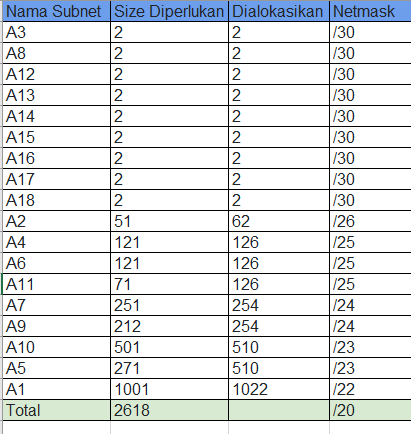 Nama Subnet Size Diperlukan Dialokasikan Netmask
A3 2 2 /30
A8 2 2 /30
A12 2 2 /30
A13 2 2 /30
A14 2 2 /30
A15 2 2 /30
A16 2 2 /30
A17 2 2 /30
A18 2 2 /30
A2 51 62 /26
A4 121 126 /25
A6 121 126 /25
A11 71 126 /25
A7 251 254 /24
A9 212 254 /24
A10 501 510 /23
A5 271 510 /23
A1 1001 1022 /22
Total 2618 /20